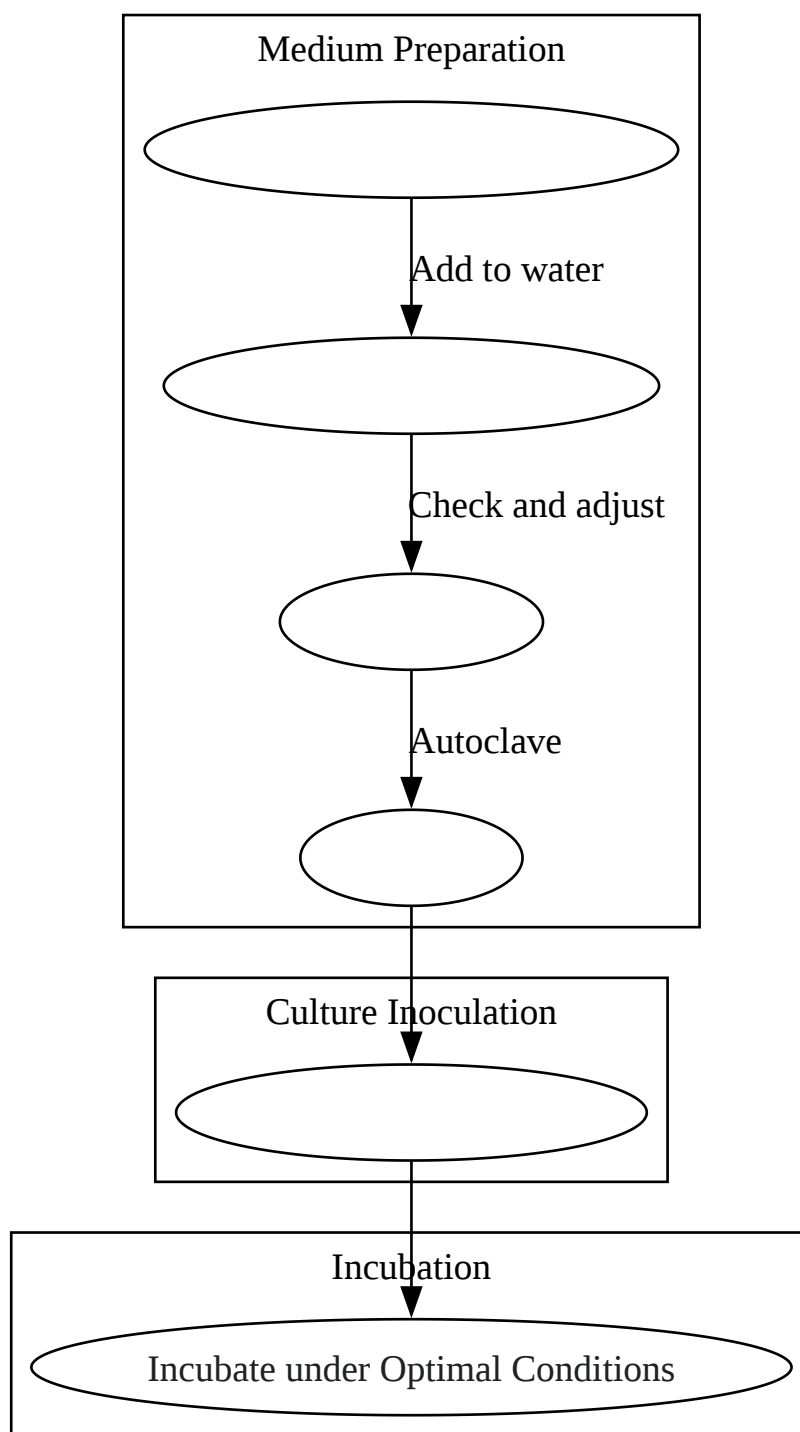 Medium Preparation
Add to water
Check and adjust
Autoclave
Culture Inoculation
Incubation
Incubate under Optimal Conditions